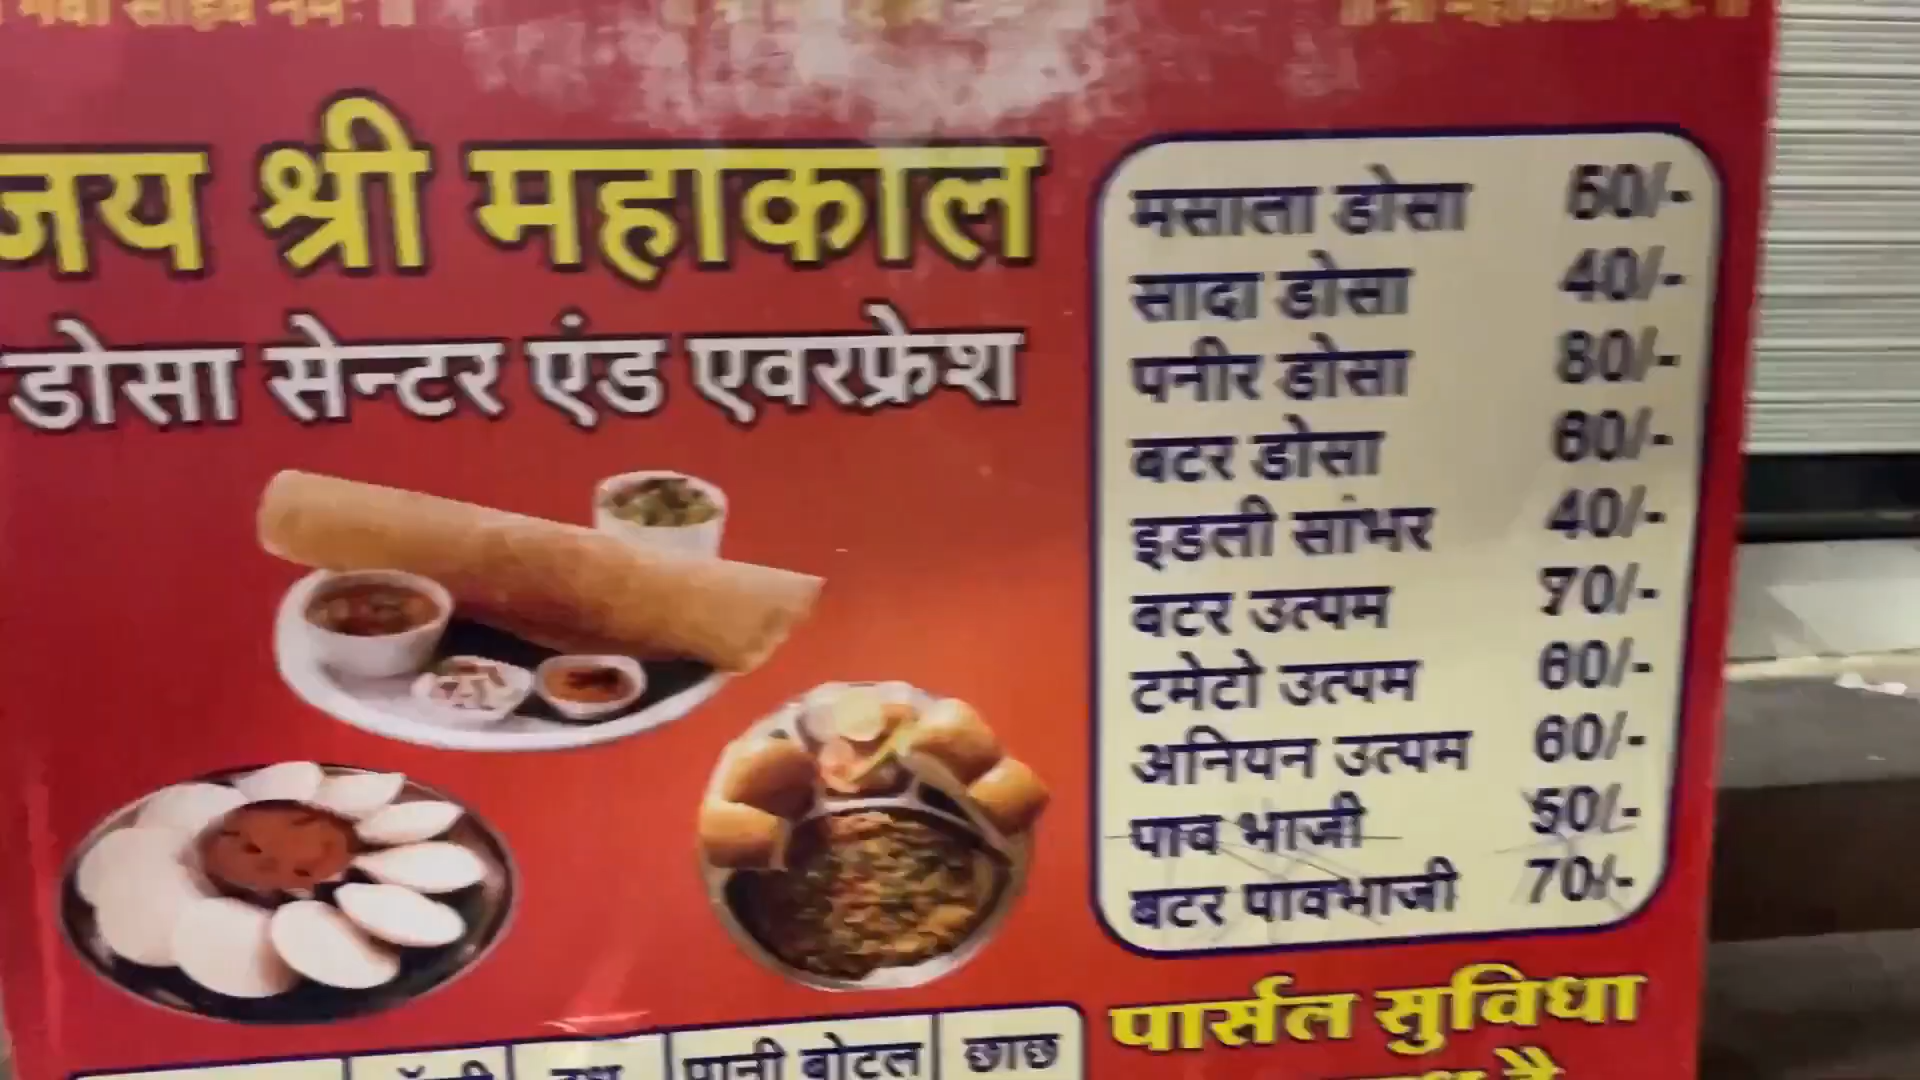 जय श्री महाकाल
डोसा सेन्टर एंड एवरफ्रेश
मसाला डोसा 50/-
सादा डोसा 40/-
पनीर डोसा 80/-
बटर डोसा 60/-
इडली सांभर 40/-
बटर उत्पम 70/-
टमेटो उत्पम 60/-
अनियन उत्पम 60/-
पाव भाजी 50/-
बटर पावभाजी 70/-
पार्सल सुविधा
पानी बोटल छाछ
है